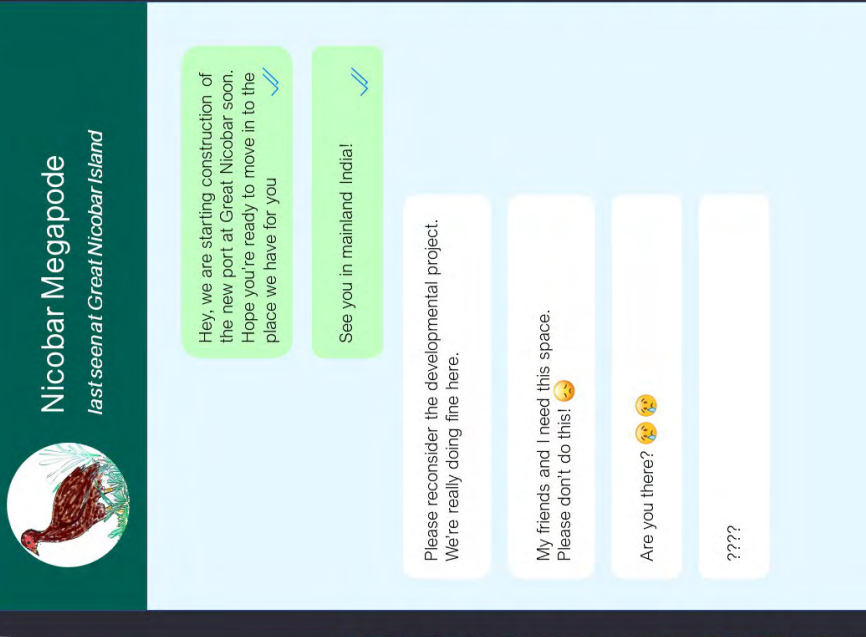 Nicobar Megapode
last seen at Great Nicobar Island
Hey, we are starting construction of
the new port at Great Nicobar soon.
Hope you're ready to move in to the
place we have for you
See you in mainland India!
Please reconsider the developmental project.
We're really doing fine here.
My friends and I need this space.
Please don't do this! 😞
Are you there? 😢 😢
????